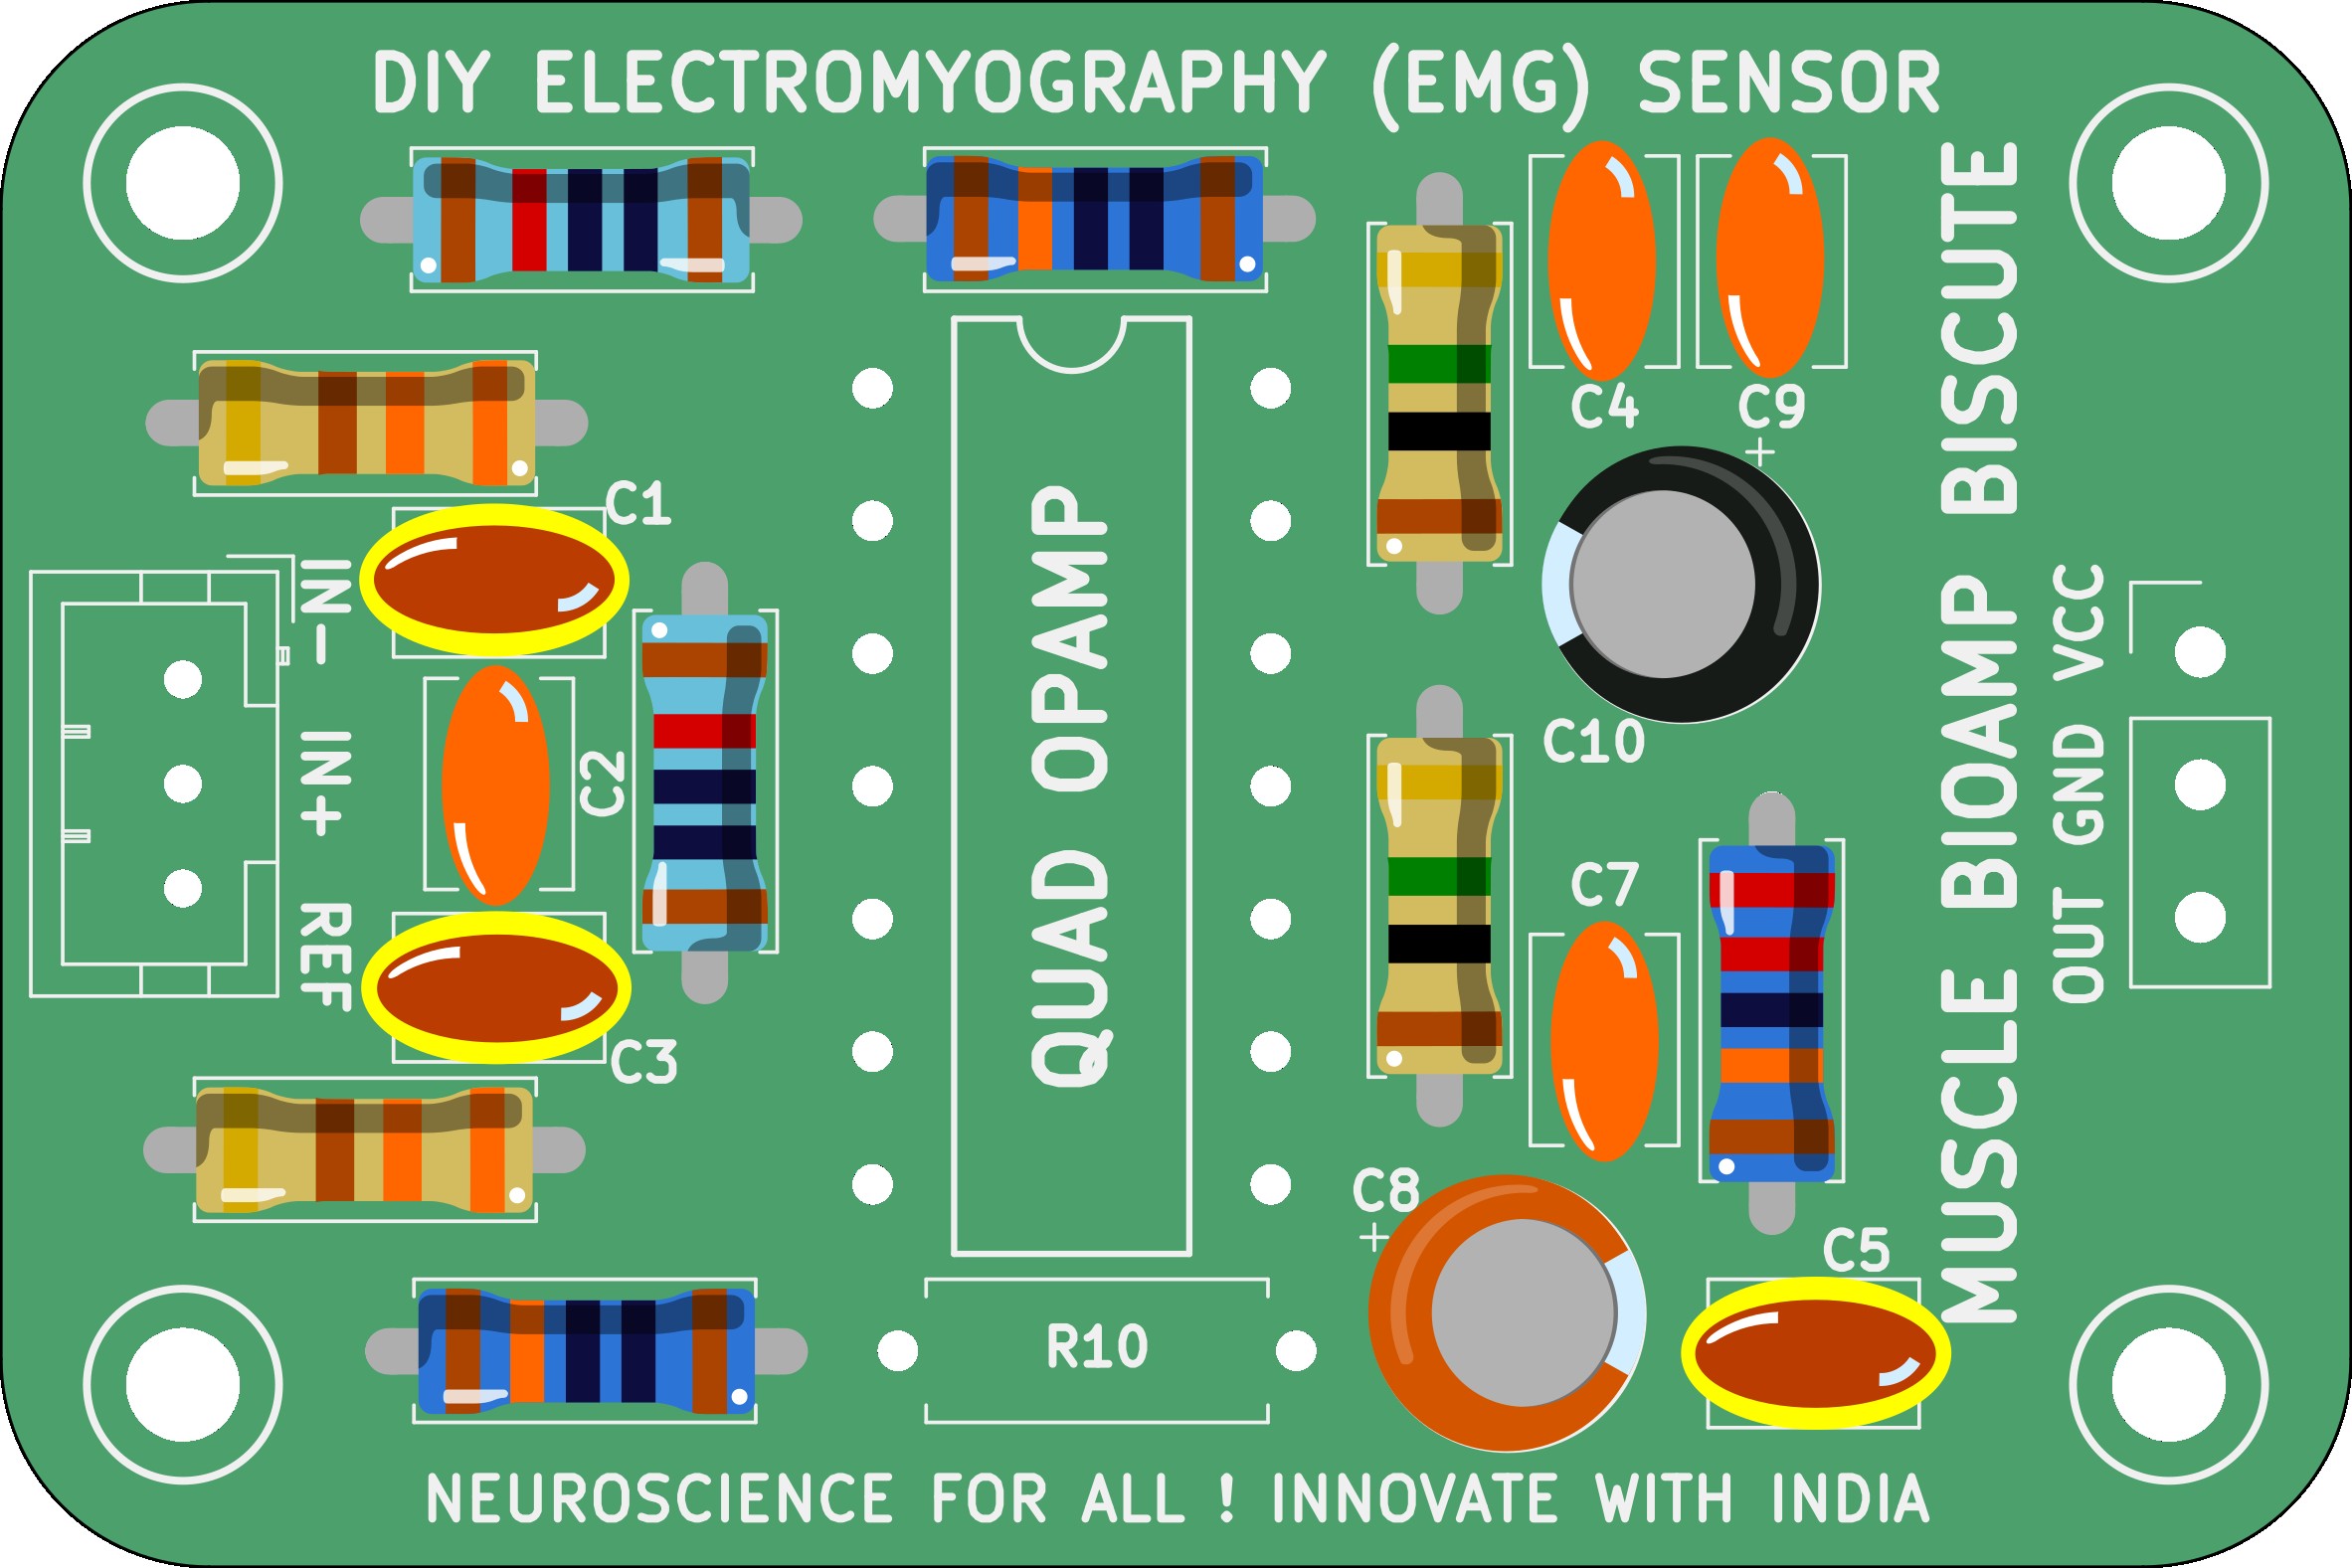 DIY ELECTROMYOGRAPHY (EMG) SENSOR
C4
C9
+
C1
IN-
C2
IN+
REF
C3
QUAD OPAMP
C10
C7
C8
+
C5
R10
VCC
GND
OUT
MUSCLE BIOAMP BISCUTE
NEUROSCIENCE FOR ALL ! INNOVATE WITH INDIA